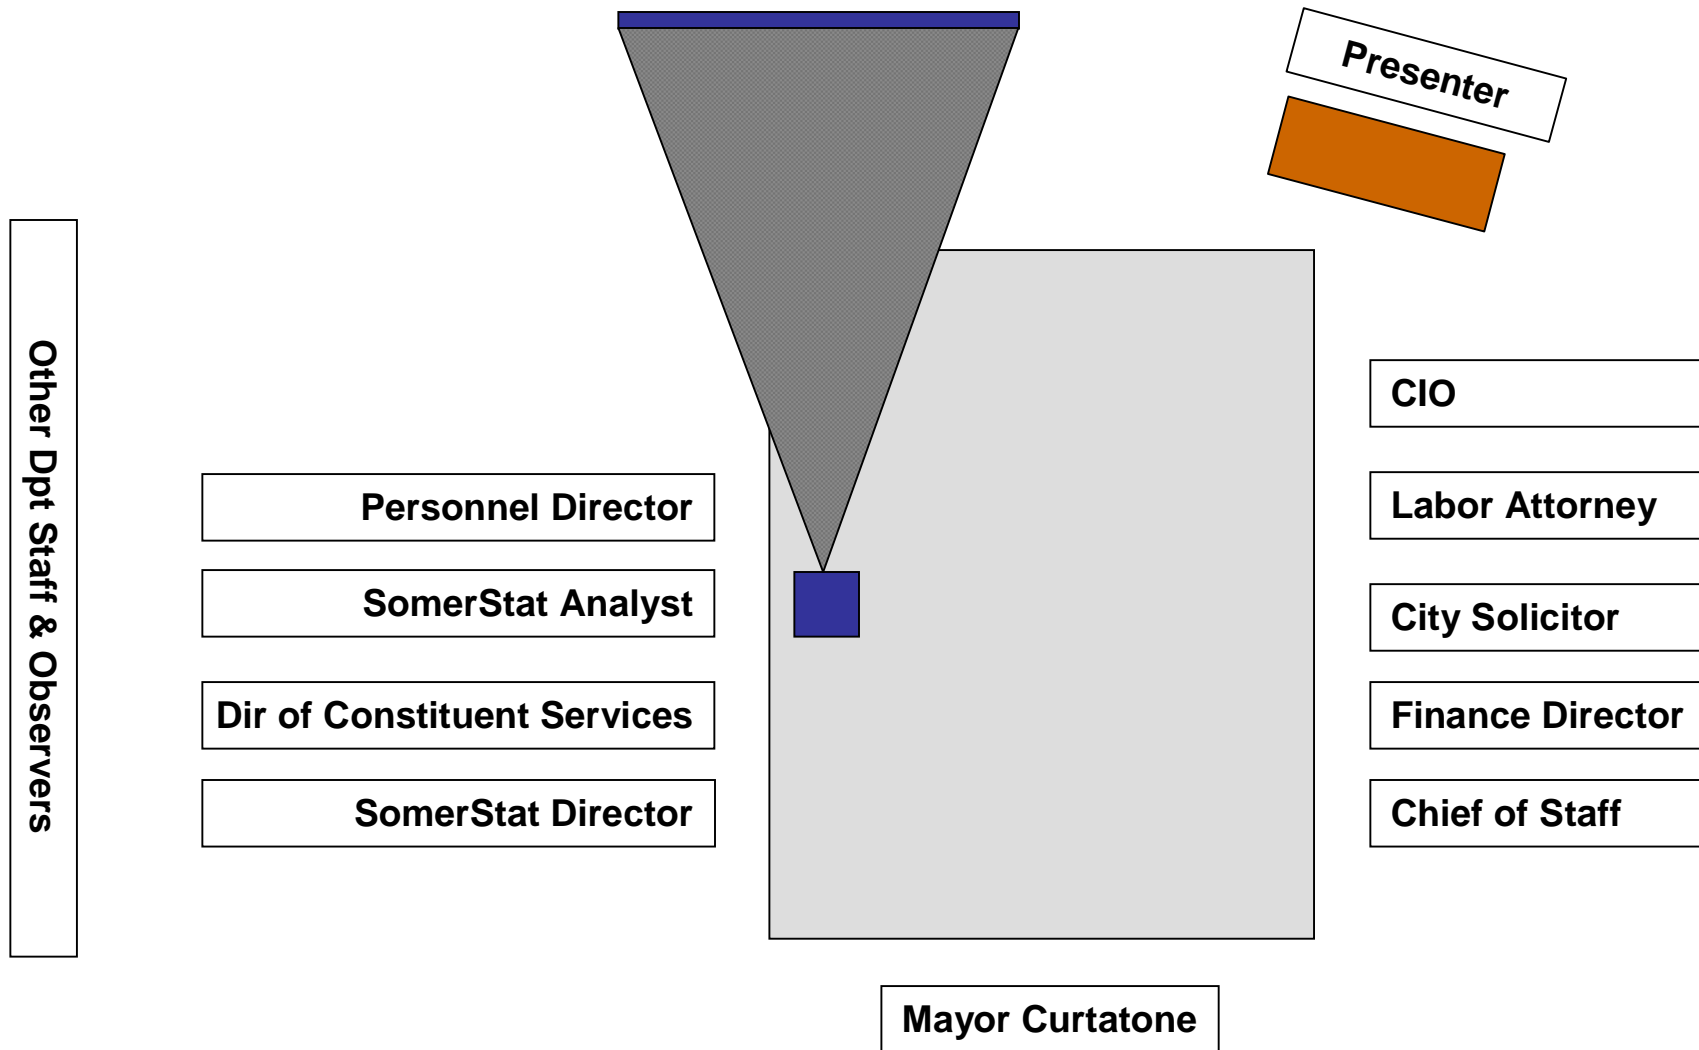 Presenter
Other Dpt Staff & Observers
Personnel Director
SomerStat Analyst
Dir of Constituent Services
SomerStat Director
CIO
Labor Attorney
City Solicitor
Finance Director
Chief of Staff
Mayor Curtatone